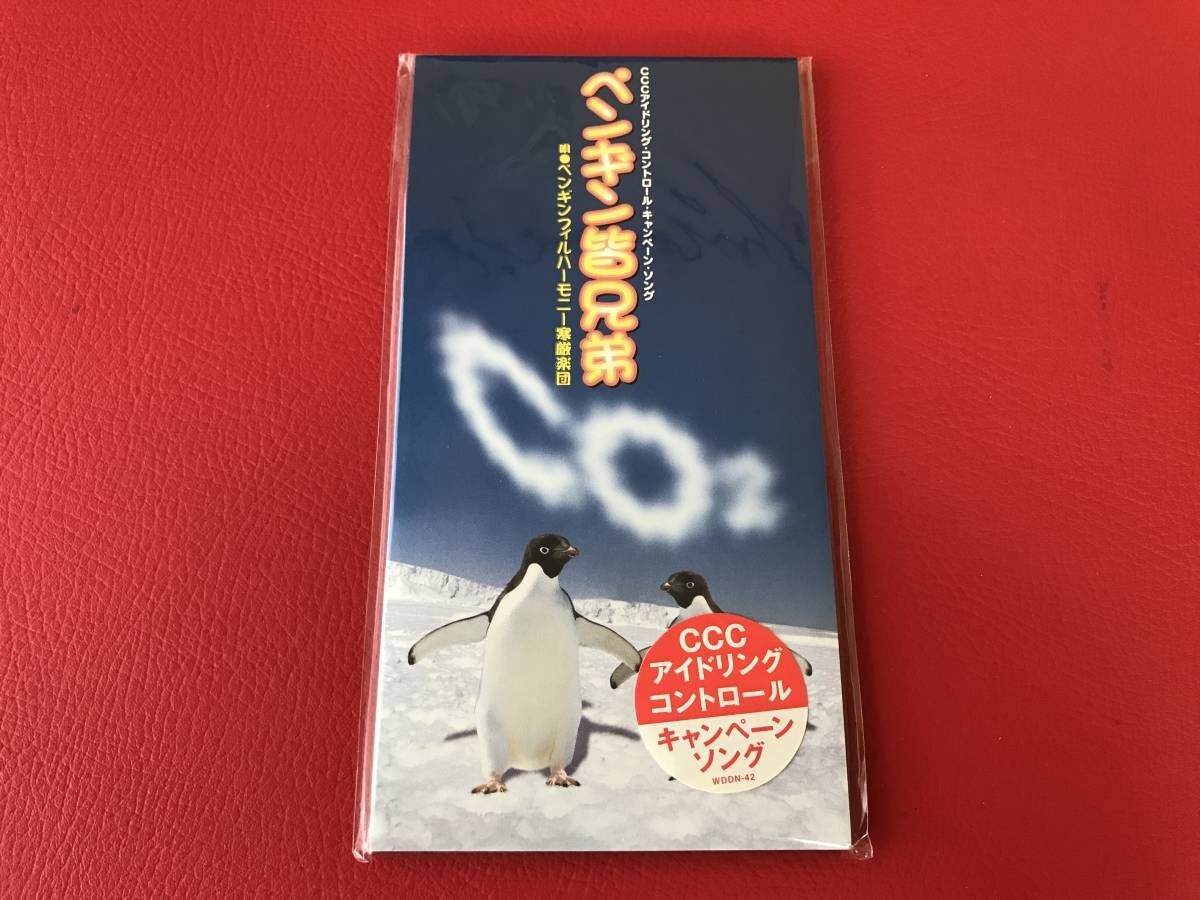 CCCアイドリング・コントロール・キャンペーン・ソング
ペンギン皆兄弟
唄●ペンギンフィルハーモニー寒厳楽団
CO2
CCC
アイドリング
コントロール
キャンペーン
ソング
WDDN-42